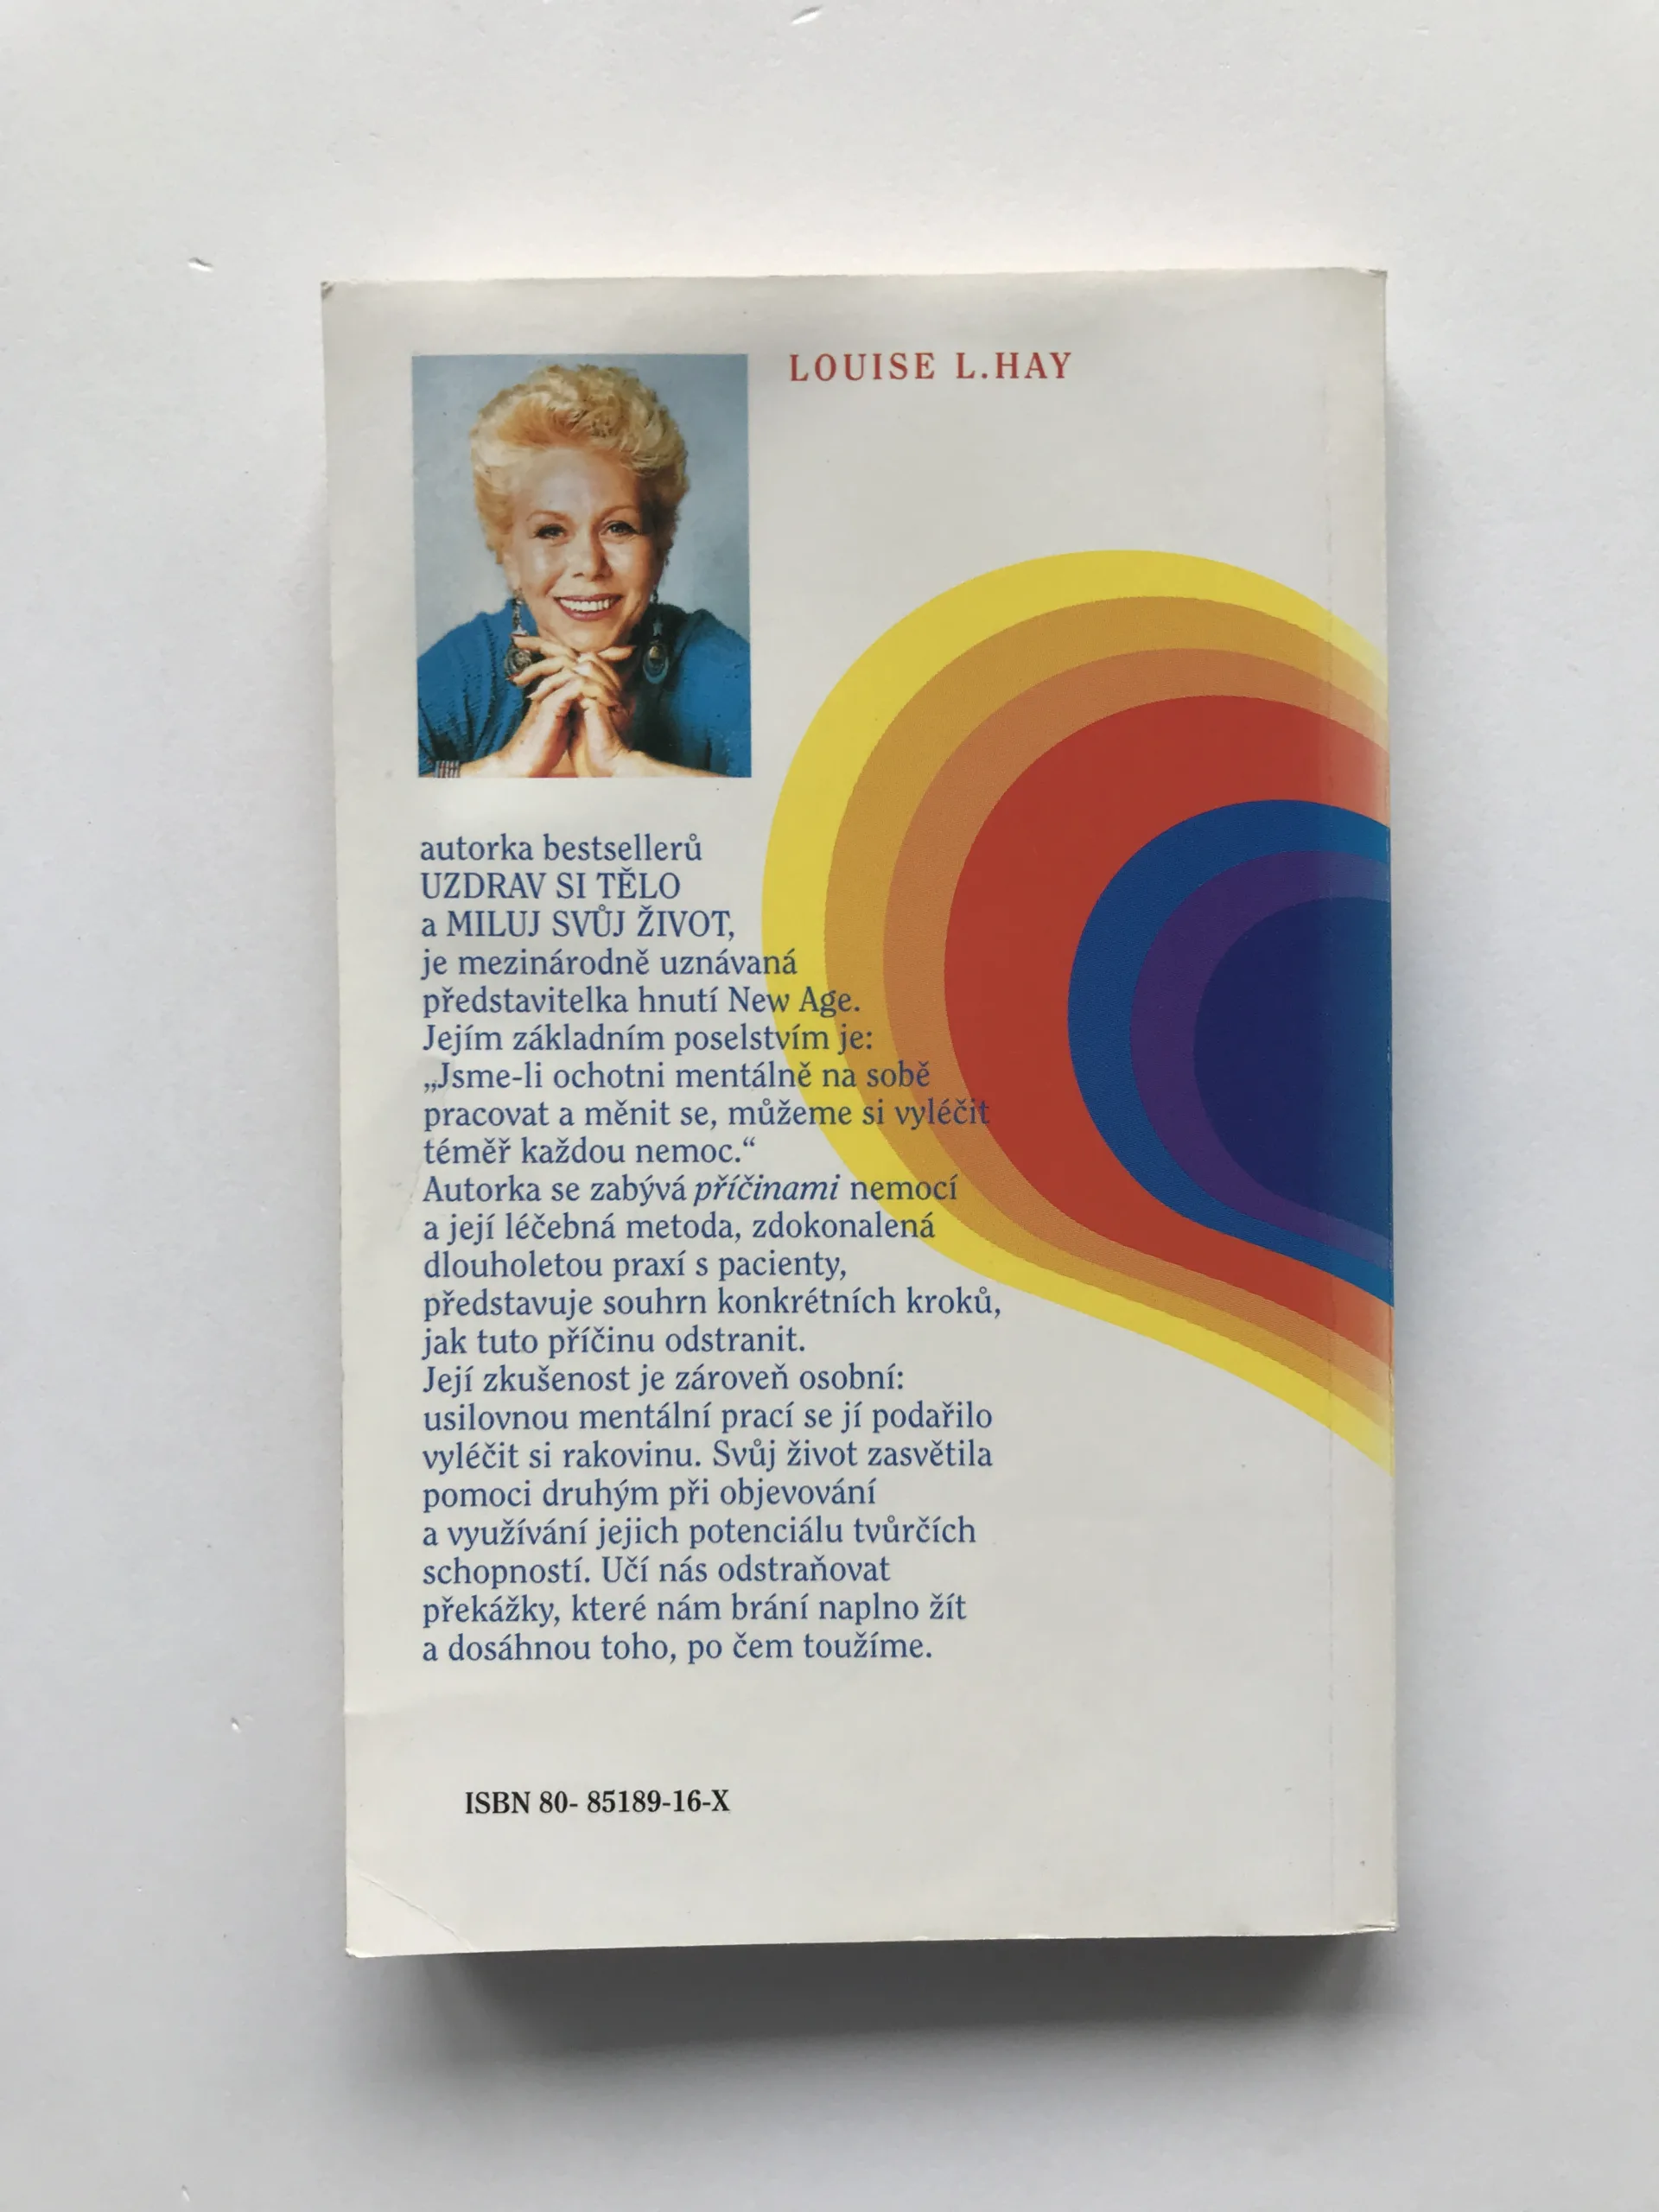 LOUISE L.HAY
autorka bestsellerů
UZDRAV SI TĚLO
a MILUJ SVŮJ ŽIVOT,
je mezinárodně uznávaná
představitelka hnutí New Age.
Jejím základním poselstvím je:
„Jsme-li ochotni mentálně na sobě
pracovat a měnit se, můžeme si vyléčit
téměř každou nemoc.“
Autorka se zabývá příčinami nemocí
a její léčebná metoda, zdokonalená
dlouholetou praxí s pacienty,
představuje souhrn konkrétních kroků,
jak tuto příčinu odstranit.
Její zkušenost je zároveň osobní:
usilovnou mentální prací se jí podařilo
vyléčit si rakovinu. Svůj život zasvětila
pomoci druhým při objevování
a využívání jejich potenciálu tvůrčích
schopností. Učí nás odstraňovat
překážky, které nám brání naplno žít
a dosáhnou toho, po čem toužíme.
ISBN 80- 85189-16-X